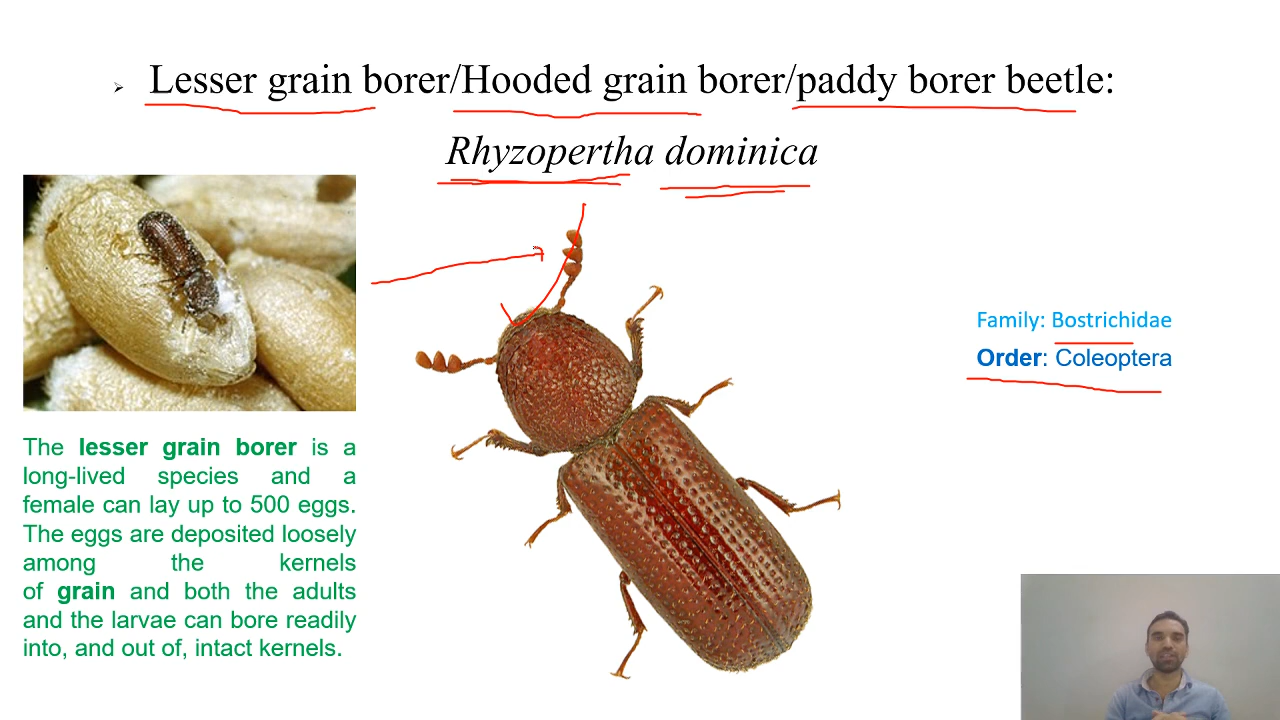 Lesser grain borer/Hooded grain borer/paddy borer beetle:
Rhyzopertha dominica
Family: Bostrichidae
Order: Coleoptera
The lesser grain borer is a
long-lived species and a
female can lay up to 500 eggs.
The eggs are deposited loosely
among the kernels
of grain and both the adults
and the larvae can bore readily
into, and out of, intact kernels.